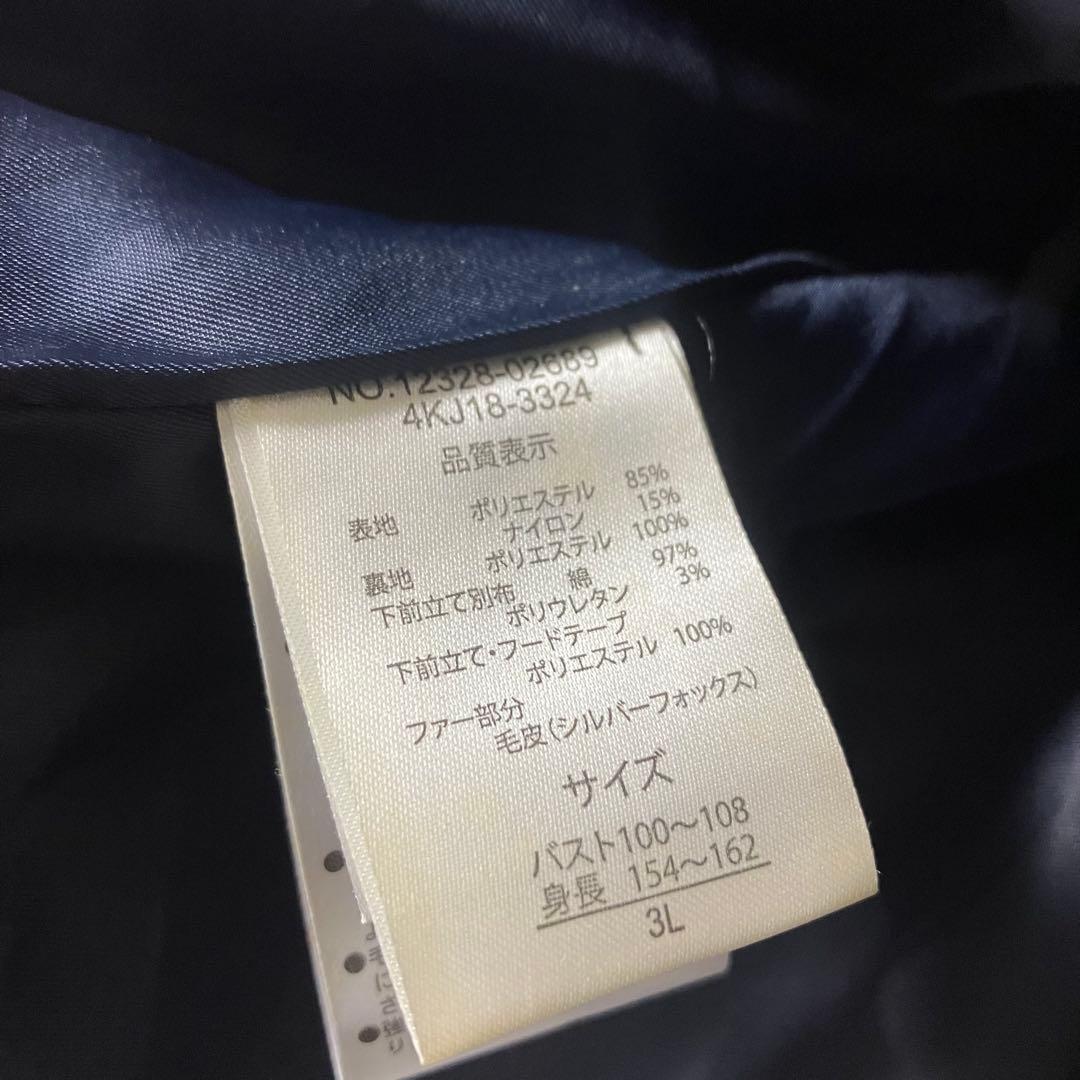 NO.12328-02689
4KJ18-3324
品質表示
表地 ポリエステル 85%
ナイロン 15%
裏地 ポリエステル 100%
下前立て別布 綿 97%
ポリウレタン 3%
下前立て・フードテープ
ポリエステル 100%
ファー部分
毛皮(シルバーフォックス)
サイズ
バスト100～108
身長 154～162
3L